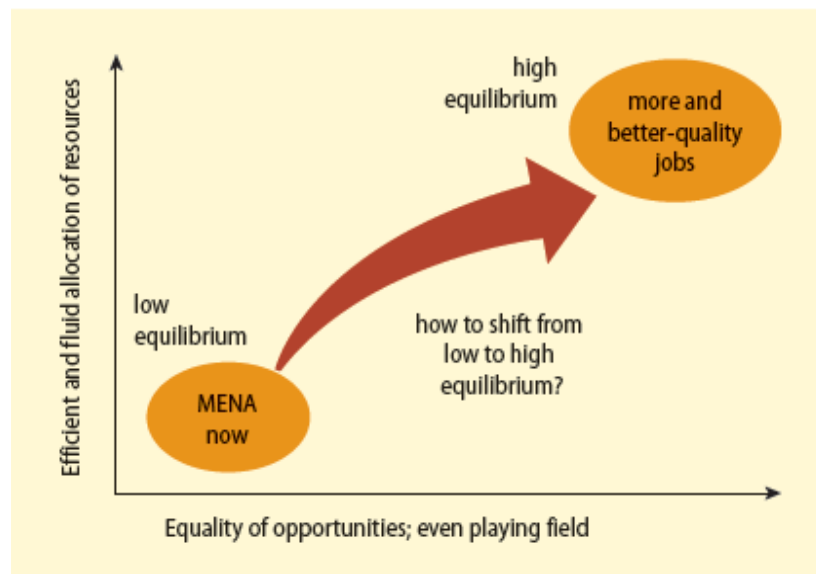 high
equilibrium
more and
better-quality
jobs
Efficient and fluid allocation of resources
low
equilibrium
how to shift from
low to high
equilibrium?
MENA
now
Equality of opportunities; even playing field